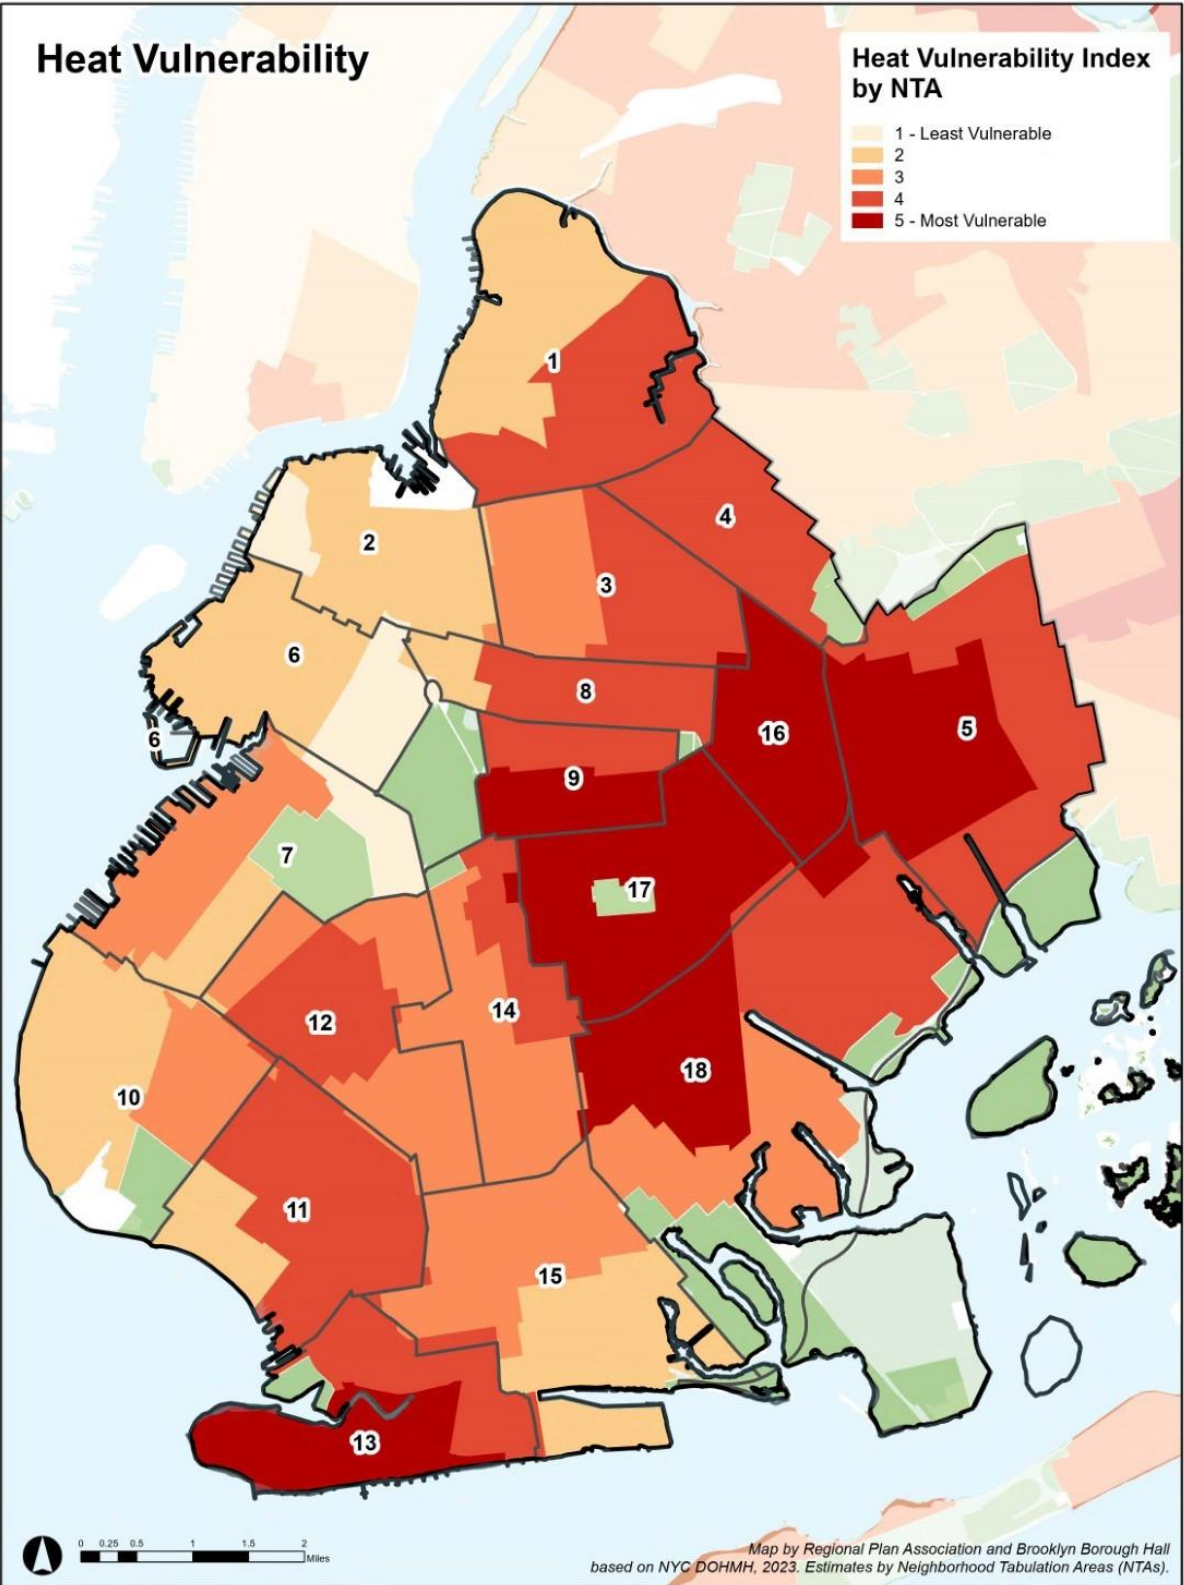 Heat Vulnerability
Heat Vulnerability Index
by NTA
1 - Least Vulnerable
2
3
4
5 - Most Vulnerable
1
4
2
3
6
8
16
5
6
9
7
17
14
12
18
10
11
15
13
0 0.25 0.5 1 1.5 2
Miles
Map by Regional Plan Association and Brooklyn Borough Hall
based on NYC DOHMH, 2023. Estimates by Neighborhood Tabulation Areas (NTAs).